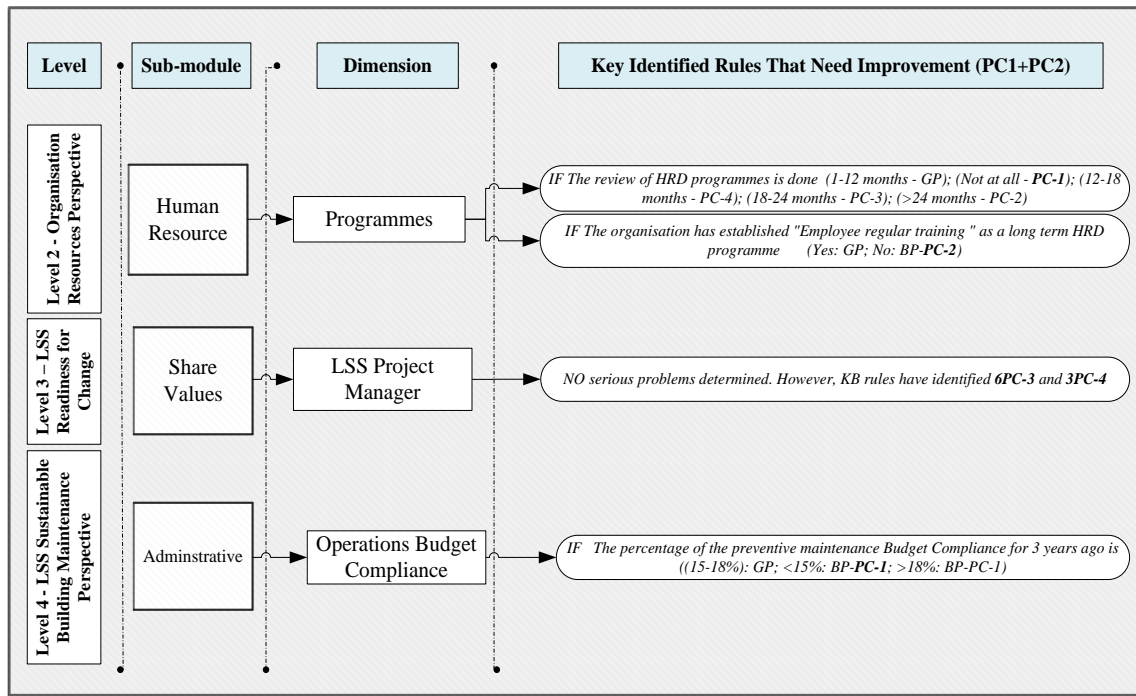 Level
Sub-module
Dimension
Key Identified Rules That Need Improvement (PC1+PC2)
Level 2 - Organisation
Resources Perspective
Human
Resource
Programmes
IF The review of HRD programmes is done (1-12 months - GP); (Not at all - PC-1); (12-18
months - PC-4); (18-24 months - PC-3); (>24 months - PC-2)
IF The organisation has established "Employee regular training " as a long term HRD
programme (Yes: GP; No: BP-PC-2)
Level 3 – LSS
Readiness for
Change
Share
Values
LSS Project
Manager
NO serious problems determined. However, KB rules have identified 6PC-3 and 3PC-4
Level 4 - LSS Sustainable
Building Maintenance
Perspective
Adminstrative
Operations Budget
Compliance
IF The percentage of the preventive maintenance Budget Compliance for 3 years ago is
((15-18%): GP; <15%: BP-PC-1; >18%: BP-PC-1)